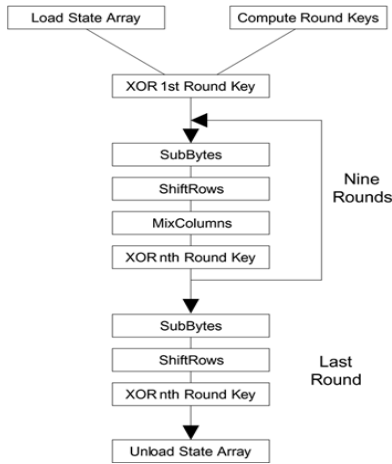 Load State Array
Compute Round Keys
XOR 1st Round Key
SubBytes
ShiftRows
MixColumns
XOR nth Round Key
Nine
Rounds
SubBytes
ShiftRows
XOR nth Round Key
Last
Round
Unload State Array